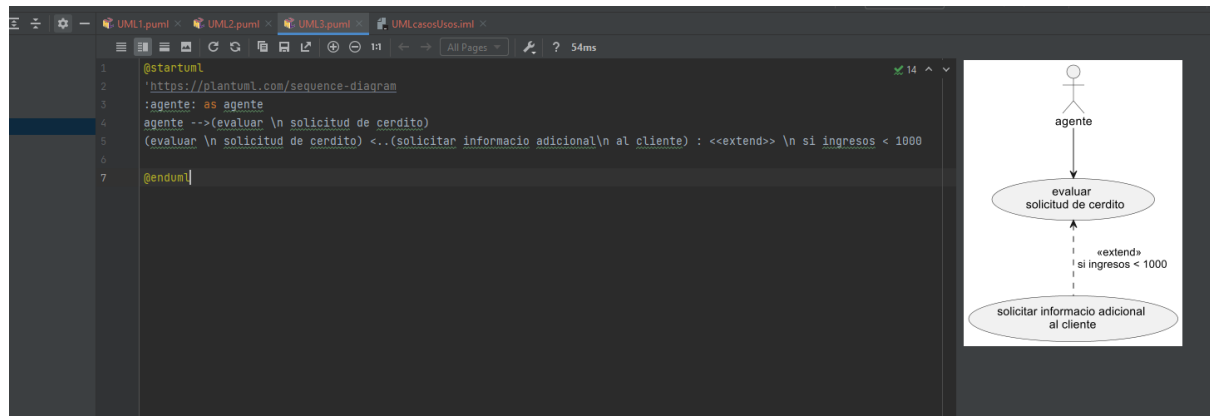 UML1.puml × UML2.puml × UML3.puml × UMLcasosUsos.iml ×
1:1 All Pages ? 54ms
1 @startuml 14
2 'https://plantuml.com/sequence-diagram
3 :agente: as agente
4 agente -->(evaluar \n solicitud de cerdito)
5 (evaluar \n solicitud de cerdito) <..(solicitar informacio adicional\n al cliente) : <<extend>> \n si ingresos < 1000
6
7 @enduml
agente
evaluar
solicitud de cerdito
«extend»
si ingresos < 1000
solicitar informacio adicional
al cliente